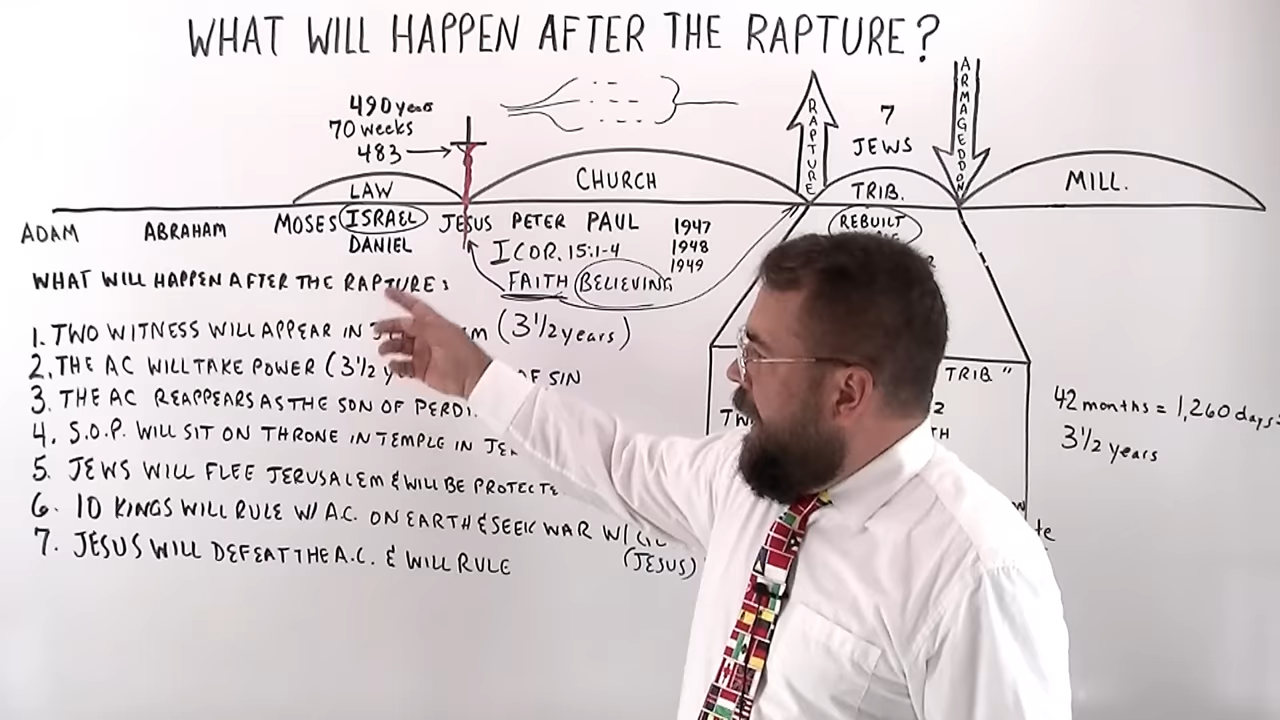 WHAT WILL HAPPEN AFTER THE RAPTURE?
490 years
70 weeks
483
RAPTURE
7
JEWS
ARMAGEDDON
LAW
CHURCH
TRIB.
MILL.
ADAM
ABRAHAM
MOSES
ISRAEL
DANIEL
JESUS
PETER
PAUL
I COR. 15:1-4
FAITH BELIEVING
1947
1948
1949
REBUILT
WHAT WILL HAPPEN AFTER THE RAPTURE:
1. TWO WITNESS WILL APPEAR IN (3½ years)
2. THE AC WILL TAKE POWER (3½ OF SIN
3. THE AC REAPPEARS AS THE SON OF
4. S.O.P. WILL SIT ON THRONE IN TEMPLE IN
5. JEWS WILL FLEE JERUSALEM & WILL BE
6. 10 KINGS WILL RULE W/ A.C. ON EARTH & SEEK WAR W/
(JESUS)
7. JESUS WILL DEFEAT THE A.C. & WILL RULE
TRIB"
2
42 months = 1,260 days =
3½ years